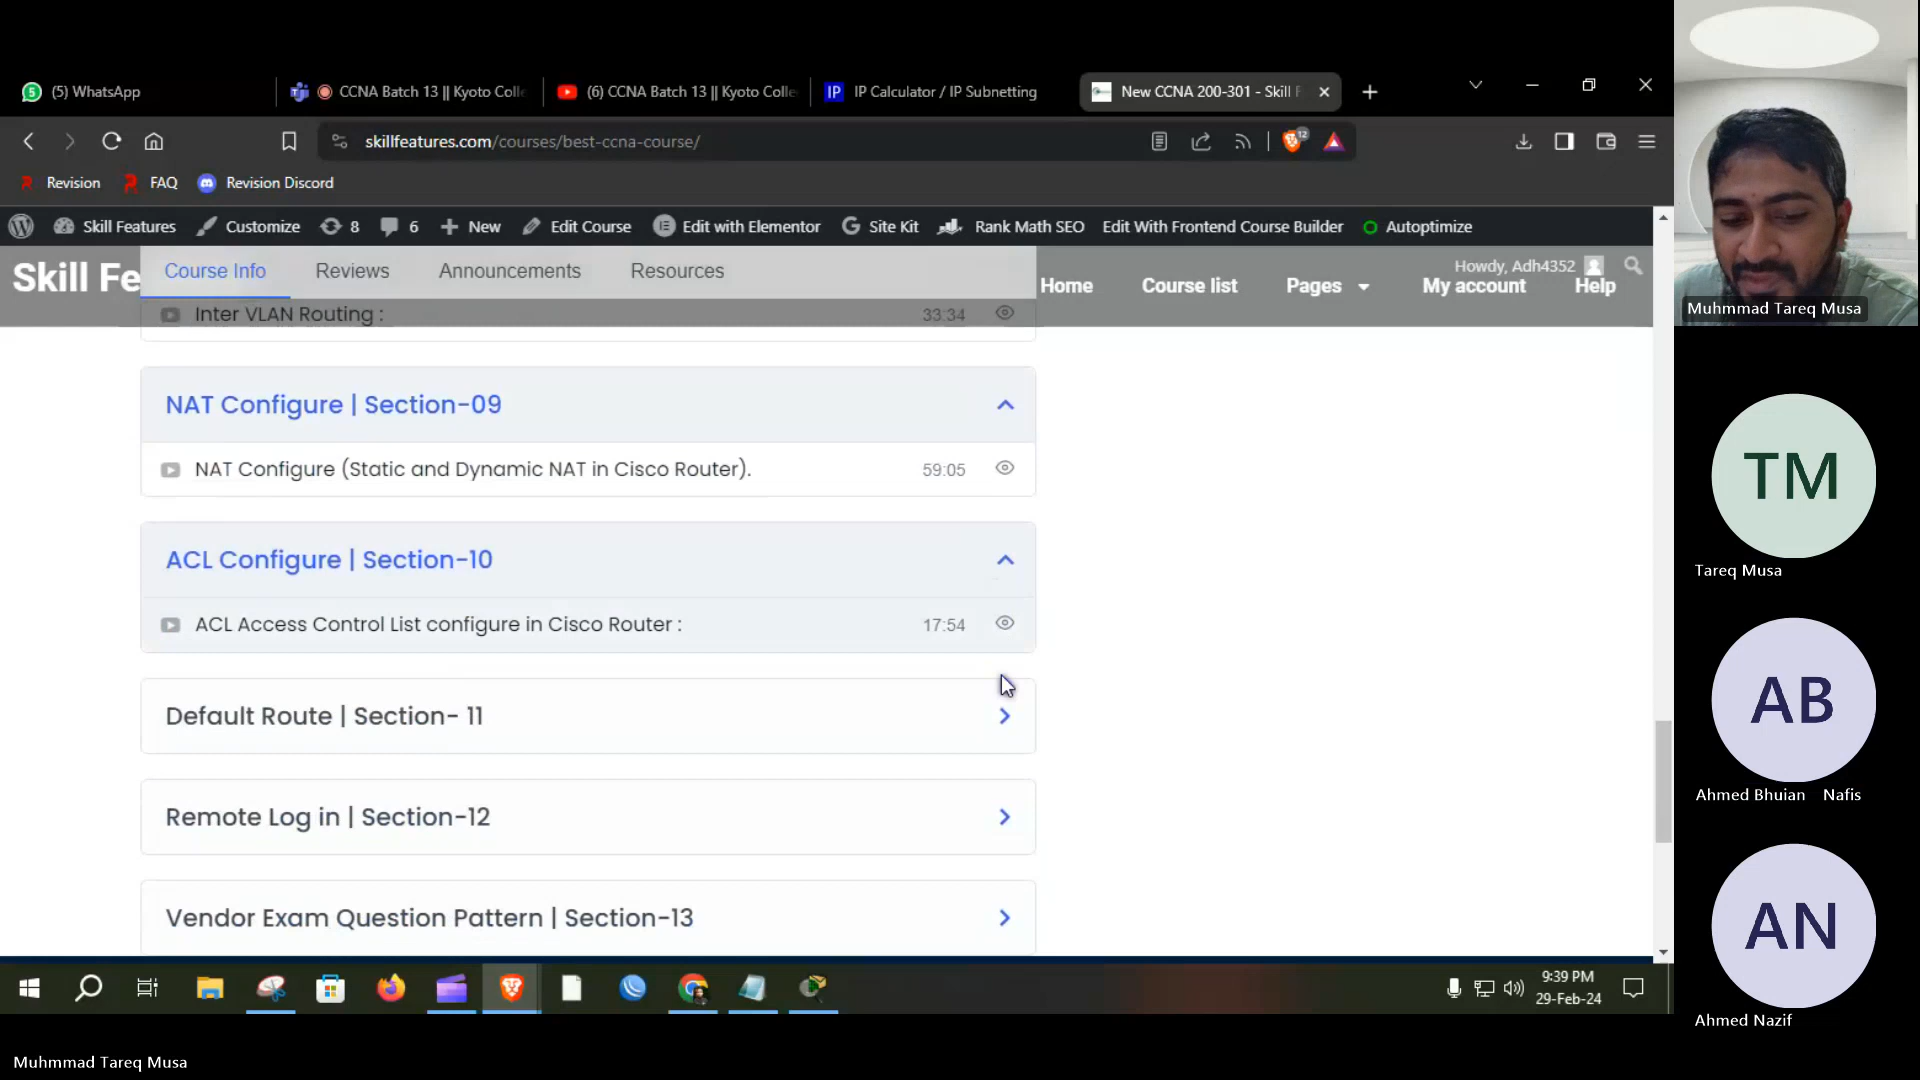 (5) WhatsApp
CCNA Batch 13 || Kyoto Colle
(6) CCNA Batch 13 || Kyoto Colle
IP
IP Calculator / IP Subnetting
New CCNA 200-301 - Skill F
skillfeatures.com/courses/best-ccna-course/
12
Revision
FAQ
Revision Discord
Skill Features
Customize
8
6
New
Edit Course
Edit with Elementor
Site Kit
Rank Math SEO
Edit With Frontend Course Builder
Autoptimize
Skill Fe
Course Info
Reviews
Announcements
Resources
Howdy, Adh4352
Home
Course list
Pages
My account
Help
Inter VLAN Routing :
33:34
NAT Configure | Section-09
NAT Configure (Static and Dynamic NAT in Cisco Router).
59:05
ACL Configure | Section-10
ACL Access Control List configure in Cisco Router :
17:54
Default Route | Section- 11
Remote Log in | Section-12
Vendor Exam Question Pattern | Section-13
9:39 PM
29-Feb-24
Muhmmad Tareq Musa
Muhmmad Tareq Musa
TM
Tareq Musa
AB
Ahmed Bhuian Nafis
AN
Ahmed Nazif